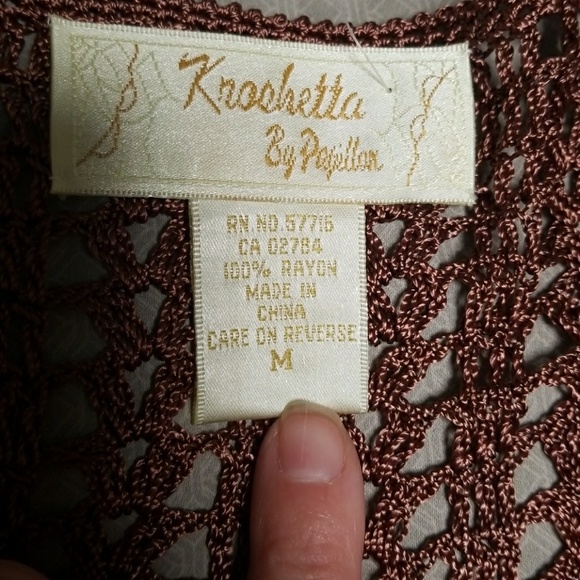 Krochetta
By Papillon
RN.NO.57715
CA 02784
100% RAYON
MADE IN
CHINA
CARE ON REVERSE
M